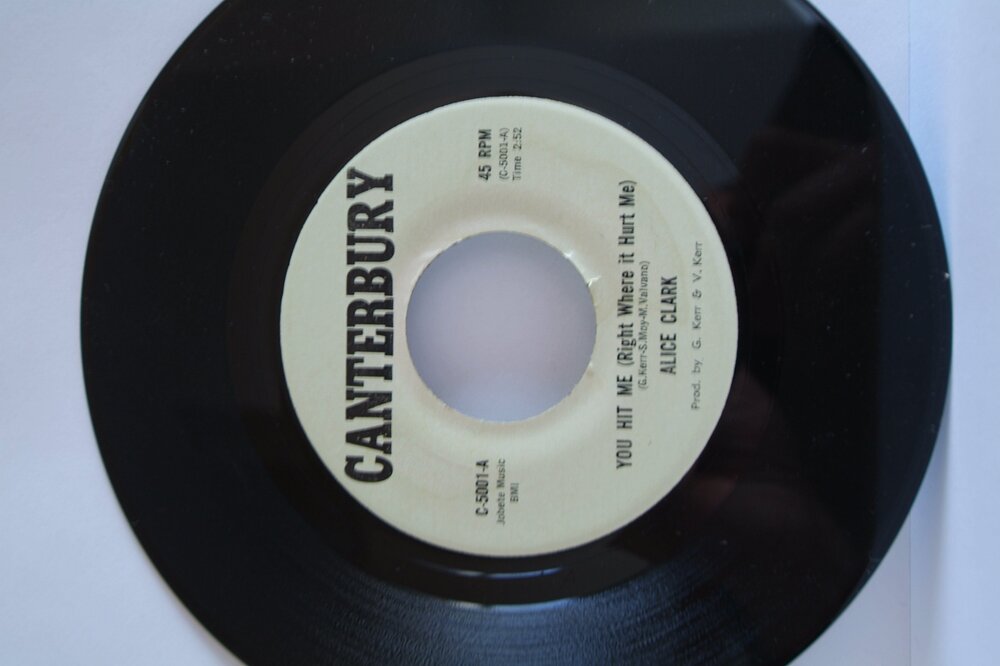 CANTERBURY
C-5001-A
Jobete Music
BMI
45 RPM
(C-5001-A)
Time 2:52
YOU HIT ME (Right Where it Hurt Me)
(G.Kerr-S.May-M.Valvano)
ALICE CLARK
Prod. by G. Kerr & V. Kerr